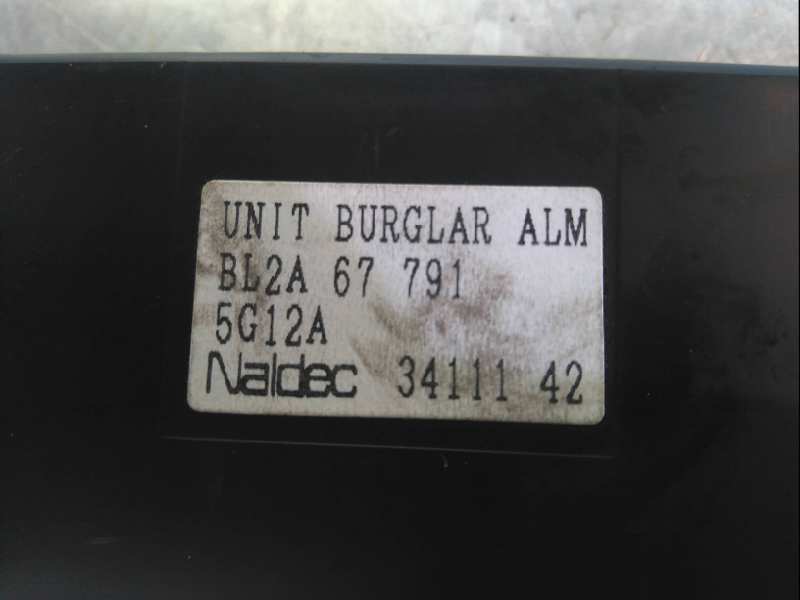 UNIT BURGLAR ALM
BL2A 67 791
5G12A
Naldec 34111 42